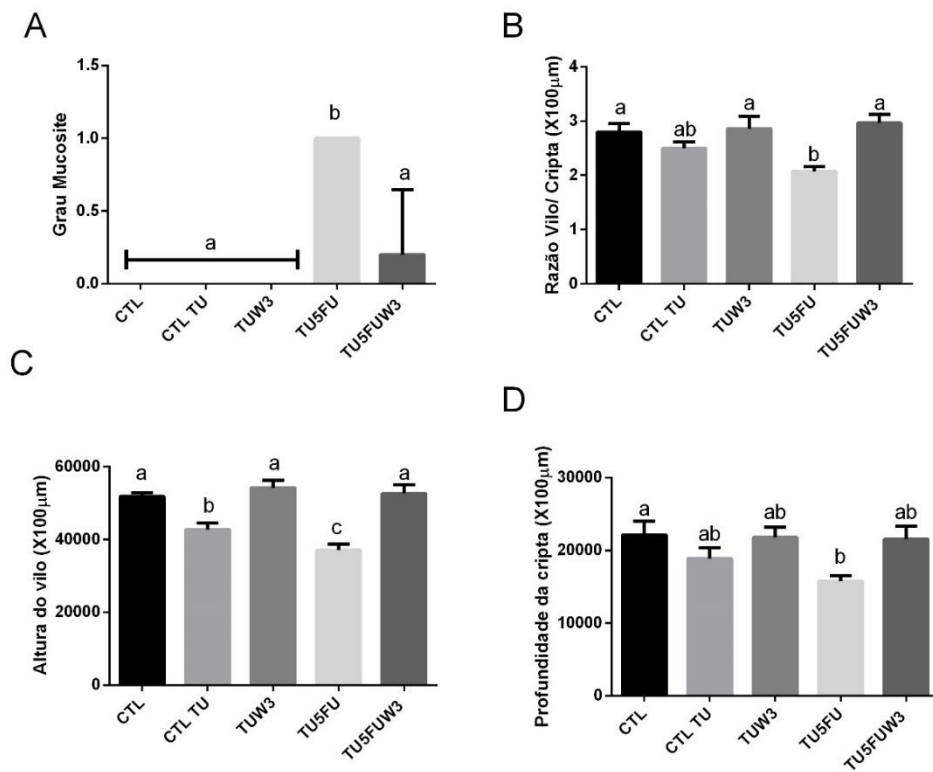 A
Grau Mucosite
1.5
1.0
0.5
0.0
a
b
a
CTL
CTL TU
TUW3
TU5FU
TU5FUW3
B
Razão Vilo/ Cripta (X100µm)
4
3
2
1
0
a
ab
a
b
a
CTL
CTL TU
TUW3
TU5FU
TU5FUW3
C
Altura do vilo (X100µm)
60000
40000
20000
0
a
b
a
c
a
CTL
CTL TU
TUW3
TU5FU
TU5FUW3
D
Profundidade da cripta (X100µm)
30000
20000
10000
0
a
ab
ab
b
ab
CTL
CTL TU
TUW3
TU5FU
TU5FUW3